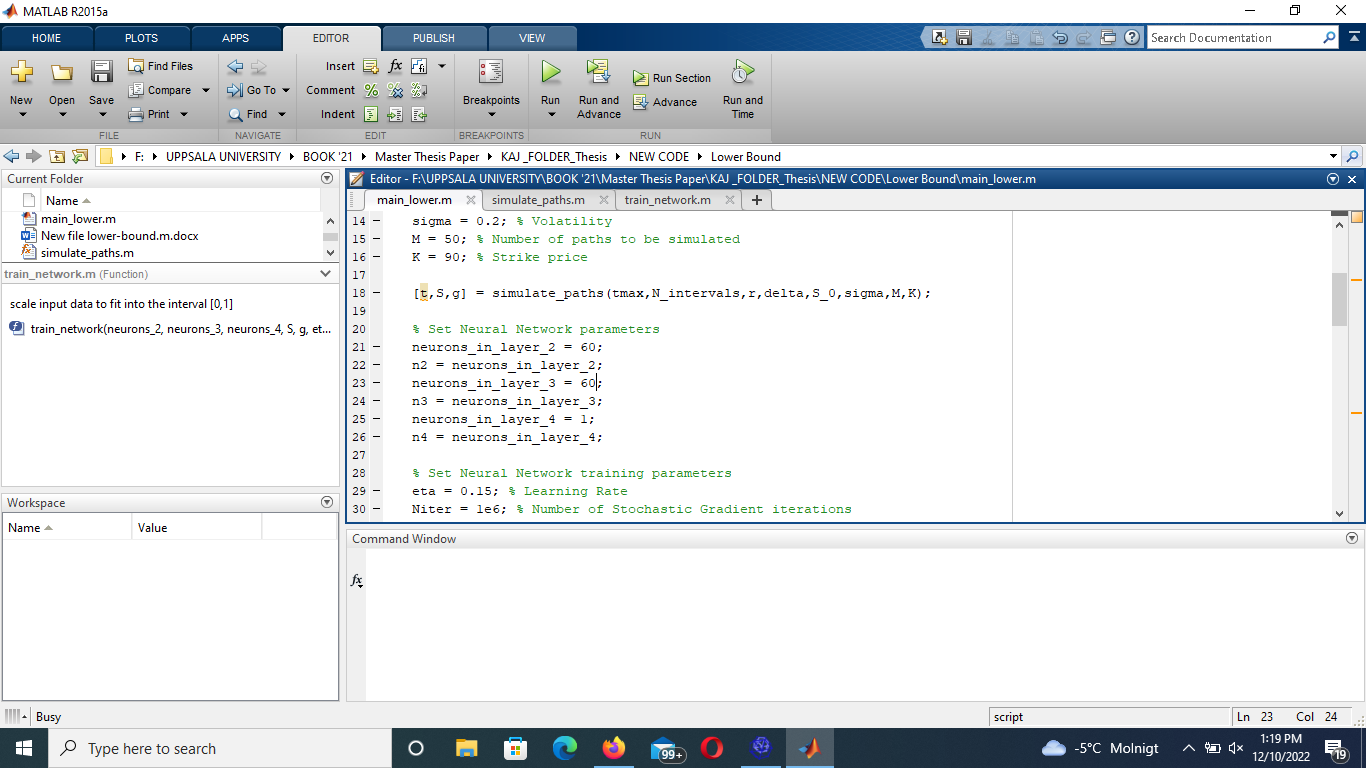 MATLAB R2015a
HOME PLOTS APPS EDITOR PUBLISH VIEW
Search Documentation
New Open Save
Find Files
Compare
Print
Go To
Find
Insert fx
Comment
Indent
Breakpoints
Run
Run and Advance
Run Section
Advance
Run and Time
FILE NAVIGATE EDIT BREAKPOINTS RUN
F: UPPSALA UNIVERSITY BOOK '21 Master Thesis Paper KAJ _FOLDER_Thesis NEW CODE Lower Bound
Current Folder
Name
main_lower.m
New file lower-bound.m.docx
simulate_paths.m
train_network.m (Function)
scale input data to fit into the interval [0,1]
train_network(neurons_2, neurons_3, neurons_4, S, g, et...
Workspace
Name Value
Editor - F:\UPPSALA UNIVERSITY\BOOK '21\Master Thesis Paper\KAJ _FOLDER_Thesis\NEW CODE\Lower Bound\main_lower.m
main_lower.m simulate_paths.m train_network.m
14 - sigma = 0.2; % Volatility
15 - M = 50; % Number of paths to be simulated
16 - K = 90; % Strike price
17
18 - [t,S,g] = simulate_paths(tmax,N_intervals,r,delta,S_0,sigma,M,K);
19
20 % Set Neural Network parameters
21 - neurons_in_layer_2 = 60;
22 - n2 = neurons_in_layer_2;
23 - neurons_in_layer_3 = 60;
24 - n3 = neurons_in_layer_3;
25 - neurons_in_layer_4 = 1;
26 - n4 = neurons_in_layer_4;
27
28 % Set Neural Network training parameters
29 - eta = 0.15; % Learning Rate
30 - Niter = 1e6; % Number of Stochastic Gradient iterations
Command Window
fx
Busy
script
Ln 23 Col 24
Type here to search
99+
-5°C Molnigt
1:19 PM
12/10/2022
19